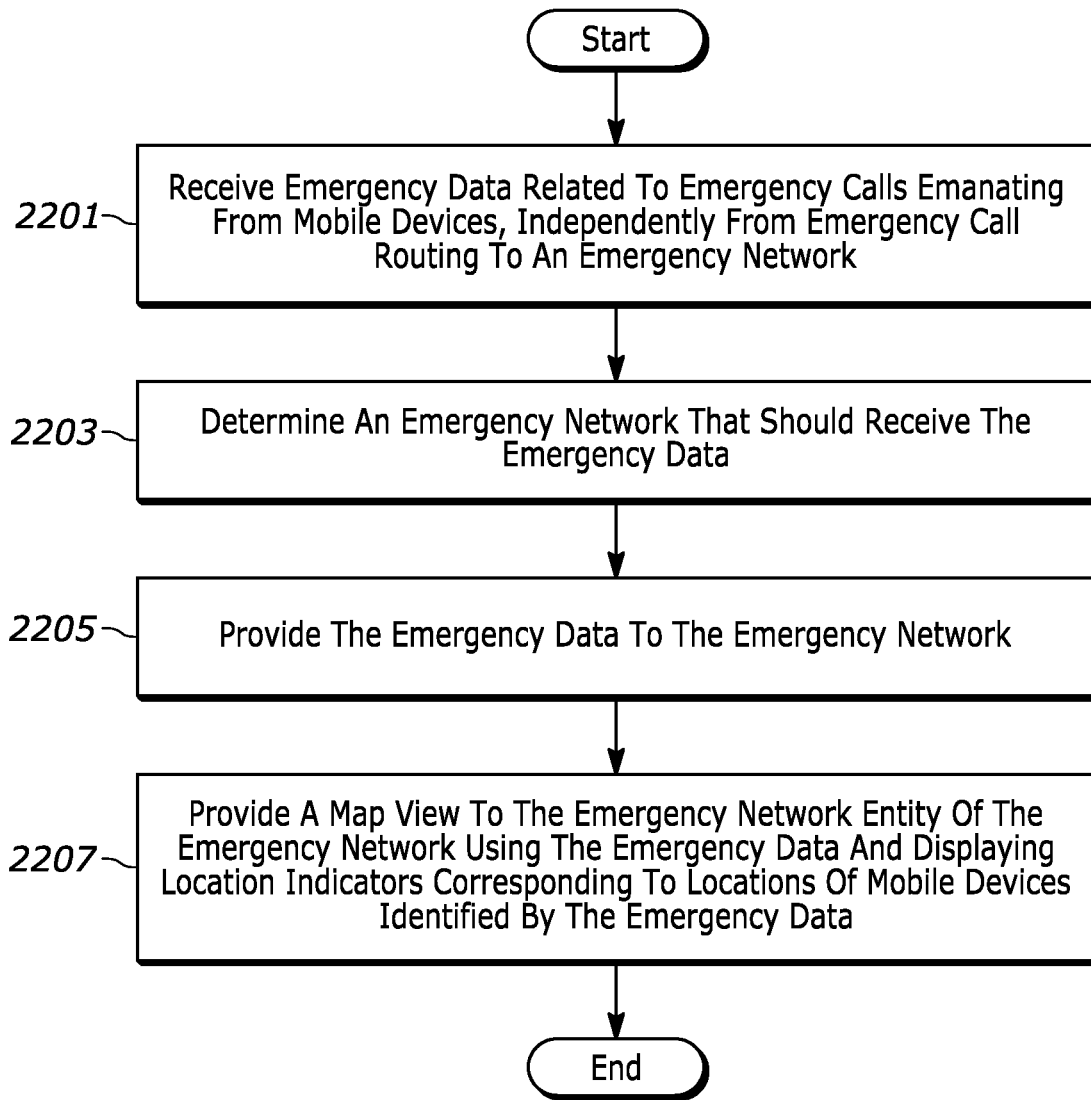 Start
2201
Receive Emergency Data Related To Emergency Calls Emanating
From Mobile Devices, Independently From Emergency Call
Routing To An Emergency Network
2203
Determine An Emergency Network That Should Receive The
Emergency Data
2205
Provide The Emergency Data To The Emergency Network
2207
Provide A Map View To The Emergency Network Entity Of The
Emergency Network Using The Emergency Data And Displaying
Location Indicators Corresponding To Locations Of Mobile Devices
Identified By The Emergency Data
End